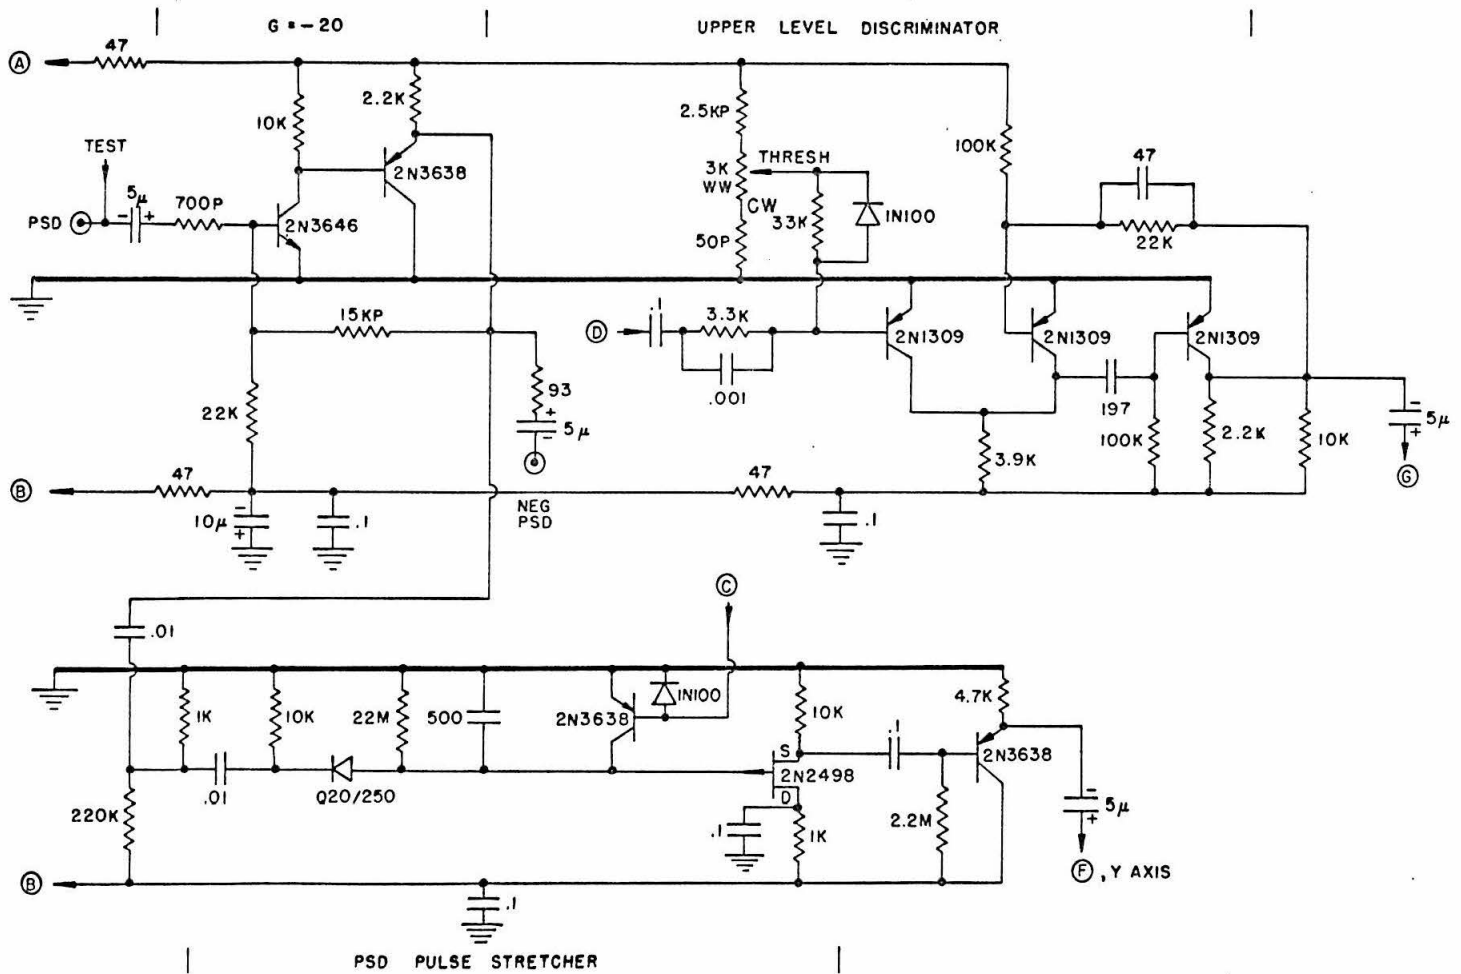 G = -20
UPPER LEVEL DISCRIMINATOR
47
A
2.2K
10K
2.5KP
TEST
2N3638
3K
WW
THRESH
100K
47
5μ
- +
700P
PSD
2N3646
CW
33K
1N100
22K
50P
15KP
D
.1
3.3K
2N1309
2N1309
2N1309
.001
93
22K
+
5μ
-
197
100K
2.2K
10K
-
5μ
+
3.9K
G
B
47
47
NEG
PSD
-
10μ
+
.1
.1
C
.01
1N100
4.7K
1K
10K
22M
500
2N3638
10K
.1
2N3638
S
2N2498
D
.01
Q20/250
220K
.1
1K
2.2M
-
5μ
+
B
F, Y AXIS
.1
PSD PULSE STRETCHER